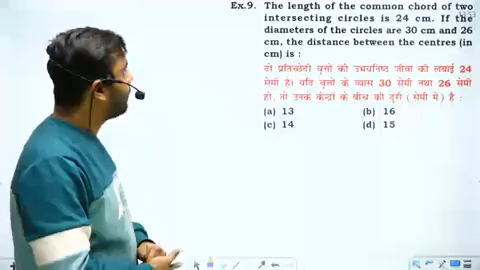 Ex.9. The length of the common chord of two
intersecting circles is 24 cm. If the
diameters of the circles are 30 cm and 26
cm, the distance between the centres (in
cm) is :
दो प्रतिच्छेदी वृत्तों की उभयनिष्ठ जीवा की लंबाई 24
सेमी है। यदि वृत्तों के व्यास 30 सेमी तथा 26 सेमी
हो, तो उनके केन्द्रों के बीच की दूरी (सेमी में) है :
(a) 13 (b) 16
(c) 14 (d) 15